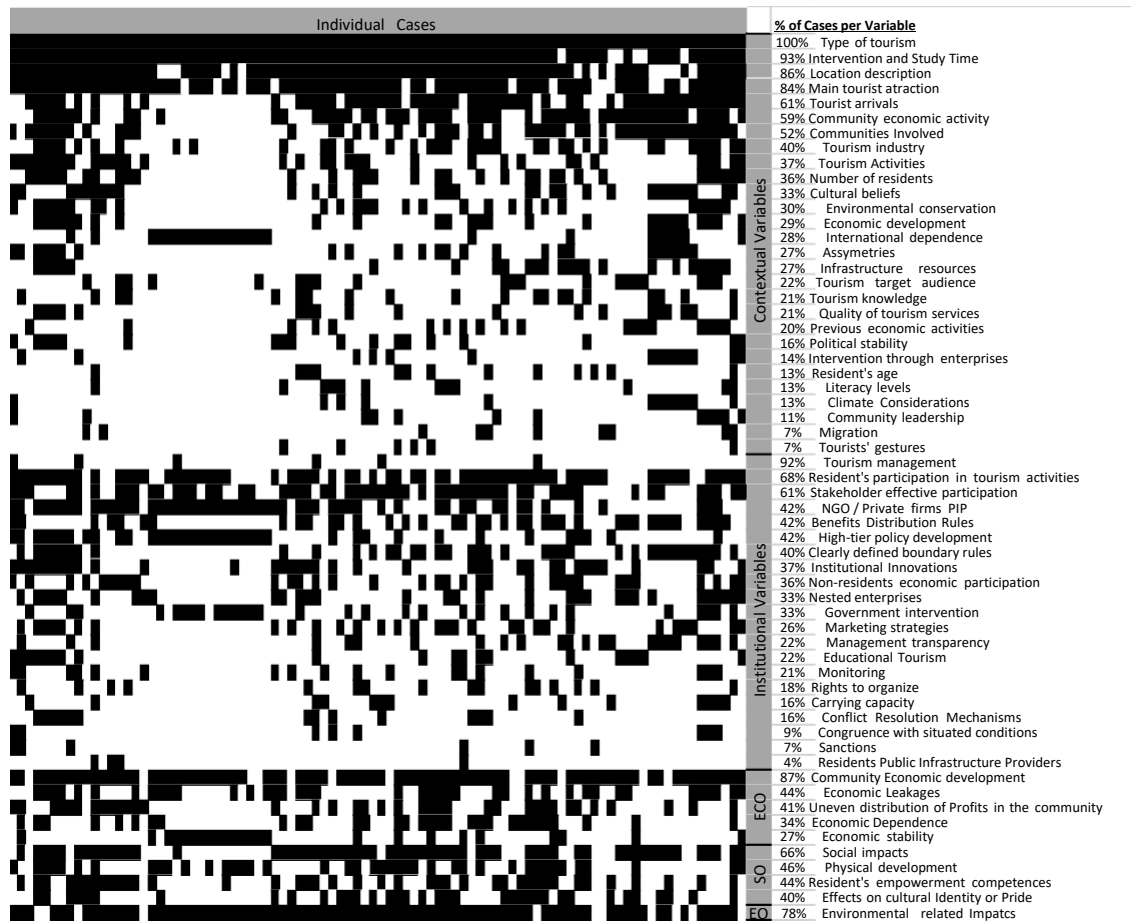 Individual Cases
% of Cases per Variable
100% Type of tourism
93% Intervention and Study Time
86% Location description
84% Main tourist atraction
61% Tourist arrivals
59% Community economic activity
52% Communities Involved
40% Tourism industry
37% Tourism Activities
36% Number of residents
33% Cultural beliefs
30% Environmental conservation
29% Economic development
28% International dependence
27% Assymetries
27% Infrastructure resources
22% Tourism target audience
21% Tourism knowledge
21% Quality of tourism services
20% Previous economic activities
16% Political stability
14% Intervention through enterprises
13% Resident's age
13% Literacy levels
13% Climate Considerations
11% Community leadership
7% Migration
7% Tourists' gestures
Contextual Variables
92% Tourism management
68% Resident's participation in tourism activities
61% Stakeholder effective participation
42% NGO / Private firms PIP
42% Benefits Distribution Rules
42% High-tier policy development
40% Clearly defined boundary rules
37% Institutional Innovations
36% Non-residents economic participation
33% Nested enterprises
33% Government intervention
26% Marketing strategies
22% Management transparency
22% Educational Tourism
21% Monitoring
18% Rights to organize
16% Carrying capacity
16% Conflict Resolution Mechanisms
9% Congruence with situated conditions
7% Sanctions
4% Residents Public Infrastructure Providers
Institutional Variables
87% Community Economic development
44% Economic Leakages
41% Uneven distribution of Profits in the community
34% Economic Dependence
27% Economic stability
ECO
66% Social impacts
46% Physical development
44% Resident's empowerment competences
40% Effects on cultural Identity or Pride
SO
EO
78% Environmental related Impatcs